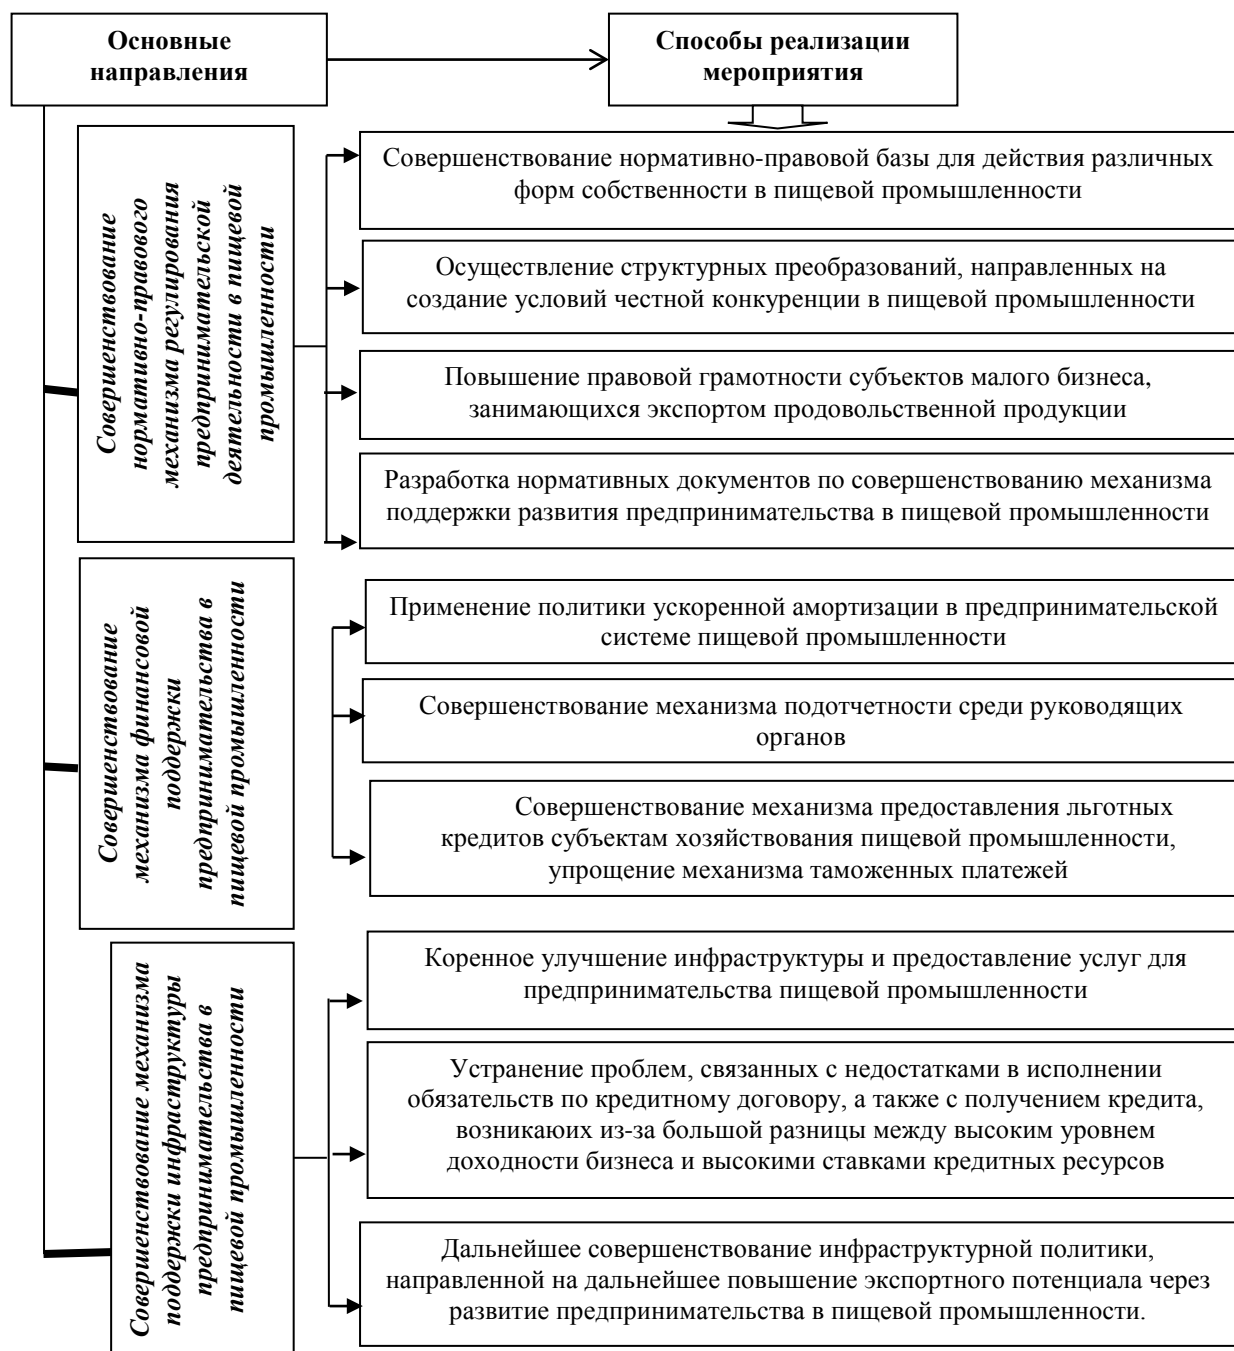 Основные
направления
Способы реализации
мероприятия
Совершенствование
нормативно-правового
механизма регулирования
предпринимательской
деятельности в пищевой
промышленности
Совершенствование нормативно-правовой базы для действия различных
форм собственности в пищевой промышленности
Осуществление структурных преобразований, направленных на
создание условий честной конкуренции в пищевой промышленности
Повышение правовой грамотности субъектов малого бизнеса,
занимающихся экспортом продовольственной продукции
Разработка нормативных документов по совершенствованию механизма
поддержки развития предпринимательства в пищевой промышленности
Совершенствование
механизма финансовой
поддержки
предпринимательства в
пищевой промышленности
Применение политики ускоренной амортизации в предпринимательской
системе пищевой промышленности
Совершенствование механизма подотчетности среди руководящих
органов
Совершенствование механизма предоставления льготных
кредитов субъектам хозяйствования пищевой промышленности,
упрощение механизма таможенных платежей
Совершенствование механизма
поддержки инфраструктуры
предпринимательства в
пищевой промышленности
Коренное улучшение инфраструктуры и предоставление услуг для
предпринимательства пищевой промышленности
Устранение проблем, связанных с недостатками в исполнении
обязательств по кредитному договору, а также с получением кредита,
возникаюих из-за большой разницы между высоким уровнем
доходности бизнеса и высокими ставками кредитных ресурсов
Дальнейшее совершенствование инфраструктурной политики,
направленной на дальнейшее повышение экспортного потенциала через
развитие предпринимательства в пищевой промышленности.